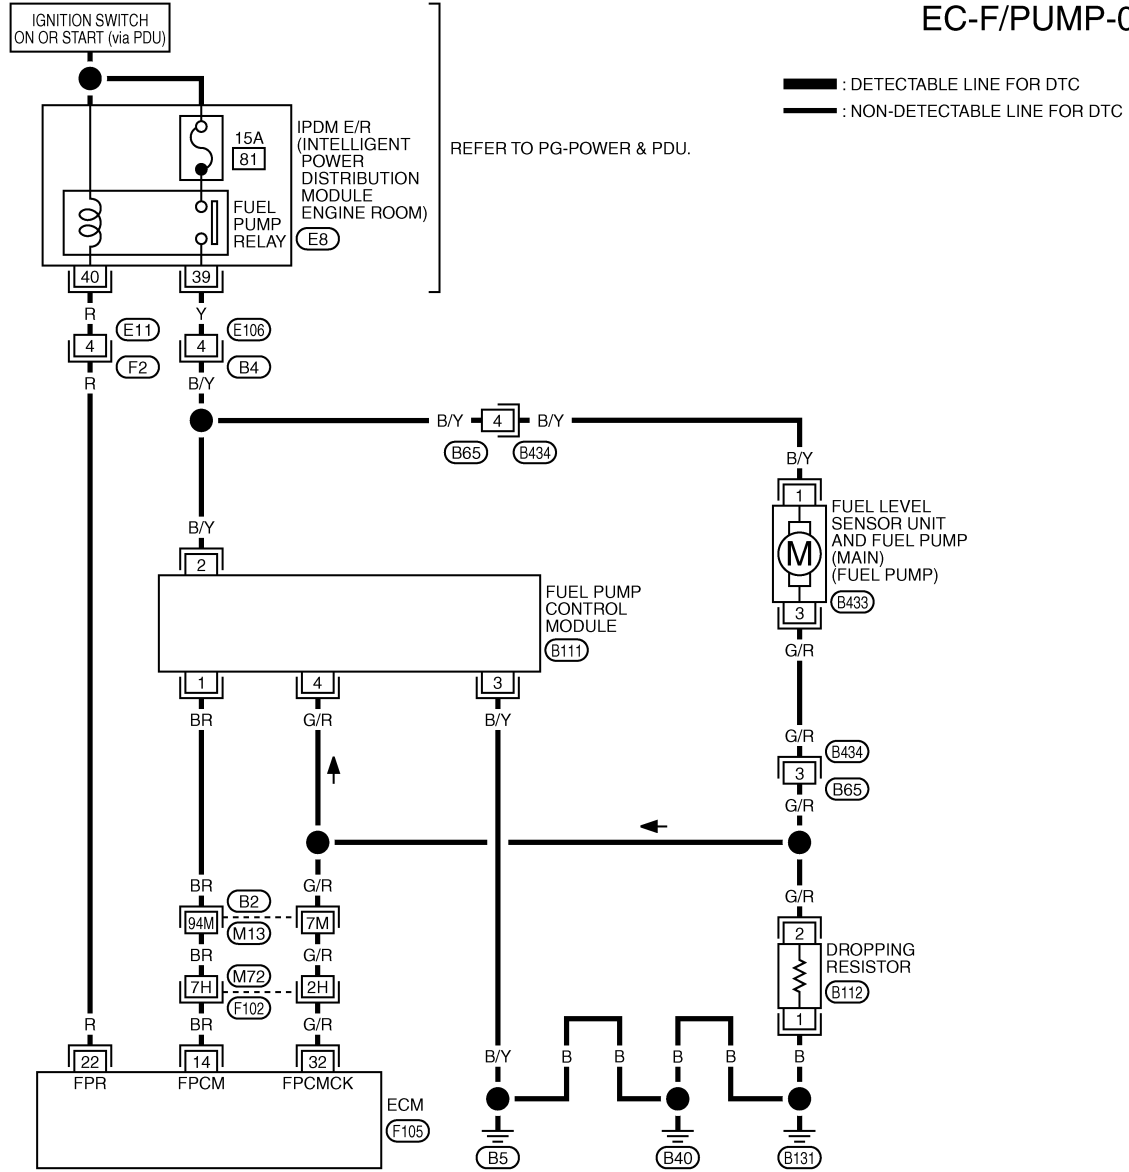 IGNITION SWITCH
ON OR START (via PDU)
EC-F/PUMP-0
: DETECTABLE LINE FOR DTC
: NON-DETECTABLE LINE FOR DTC
15A
81
IPDM E/R
(INTELLIGENT
POWER
DISTRIBUTION
MODULE
ENGINE ROOM)
E8
REFER TO PG-POWER & PDU.
FUEL
PUMP
RELAY
40
39
R
Y
E11
E106
4
4
F2
B4
R
B/Y
B/Y
4
B/Y
B65
B434
B/Y
1
FUEL LEVEL
SENSOR UNIT
AND FUEL PUMP
(MAIN)
(FUEL PUMP)
B433
M
3
G/R
B/Y
2
FUEL PUMP
CONTROL
MODULE
B111
1
4
3
BR
G/R
B/Y
G/R
B434
3
B65
G/R
G/R
BR
G/R
B2
94M
7M
M13
BR
G/R
M72
7H
2H
F102
BR
G/R
2
DROPPING
RESISTOR
B112
1
R
B/Y
B
B
B
B
B
22
14
32
FPR
FPCM
FPCMCK
ECM
F105
B5
B40
B131